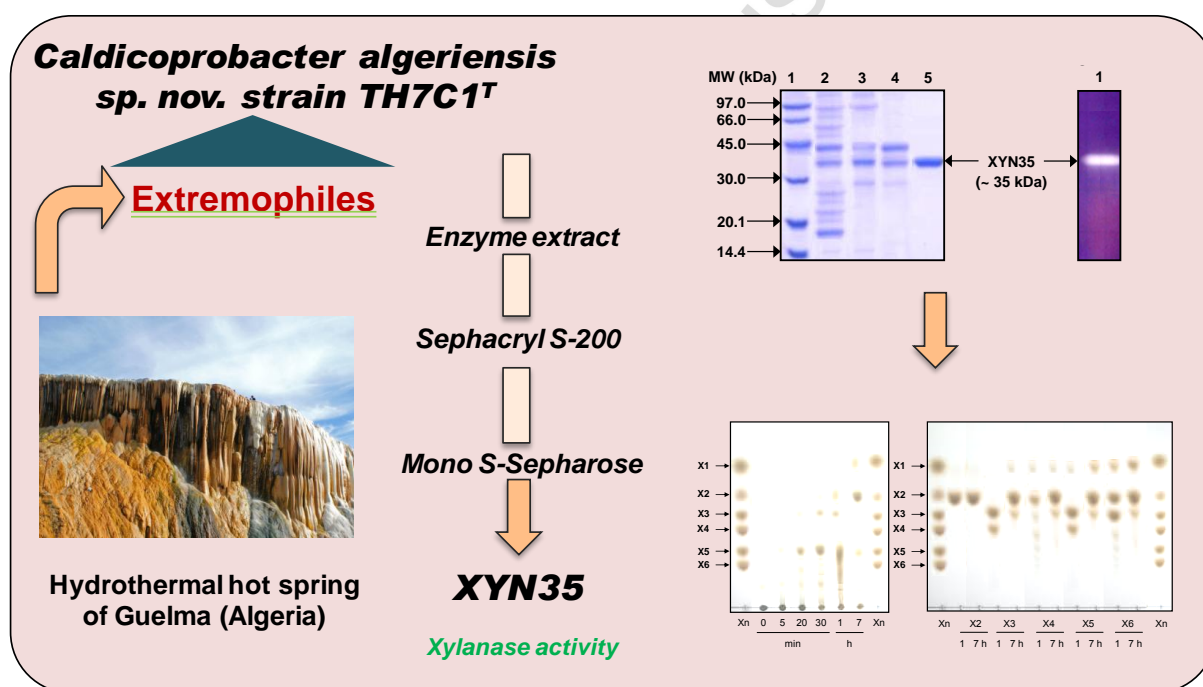 Caldicoprobacter algeriensis
sp. nov. strain TH7C1T
Extremophiles
Hydrothermal hot spring
of Guelma (Algeria)
Enzyme extract
Sephacryl S-200
Mono S-Sepharose
XYN35
Xylanase activity
MW (kDa) 1 2 3 4 5
97.0
66.0
45.0
30.0
20.1
14.4
XYN35
(~ 35 kDa)
1
X1
X2
X3
X4
X5
X6
Xn 0 5 20 30 1 7 Xn
min h
X1
X2
X3
X4
X5
X6
Xn X2 X3 X4 X5 X6 Xn
1 7 h 1 7 h 1 7 h 1 7 h 1 7 h